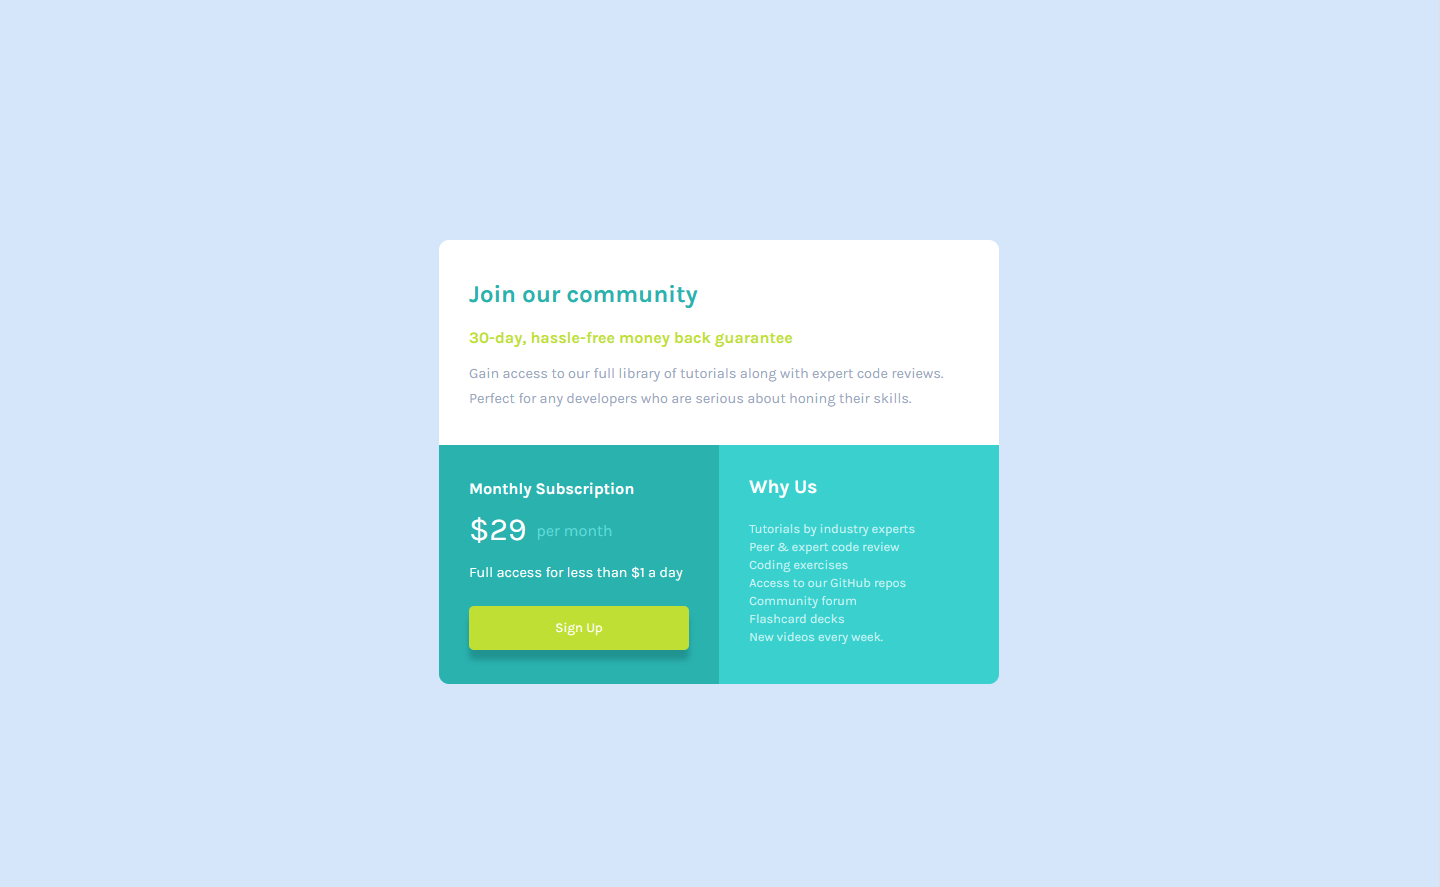 Join our community
30-day, hassle-free money back guarantee
Gain access to our full library of tutorials along with expert code reviews.
Perfect for any developers who are serious about honing their skills.
Monthly Subscription
$29 per month
Full access for less than $1 a day
Sign Up
Why Us
Tutorials by industry experts
Peer & expert code review
Coding exercises
Access to our GitHub repos
Community forum
Flashcard decks
New videos every week.